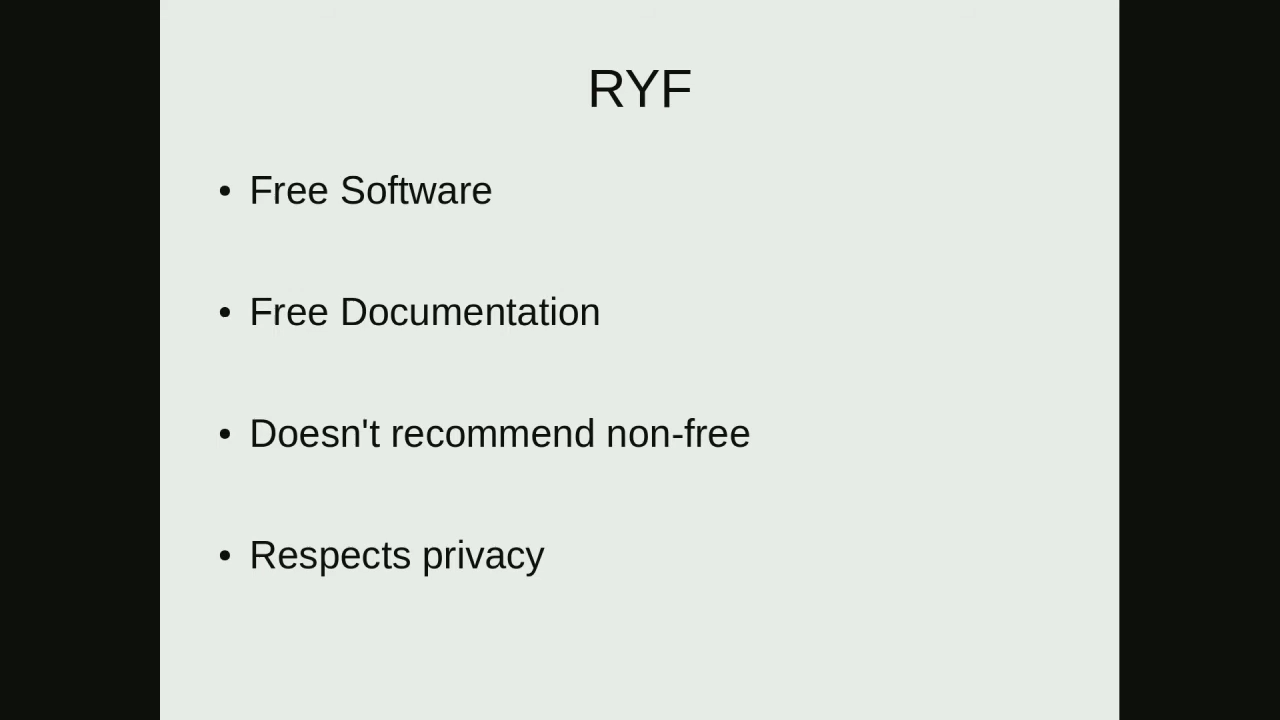 RYF
• Free Software
• Free Documentation
• Doesn't recommend non-free
• Respects privacy